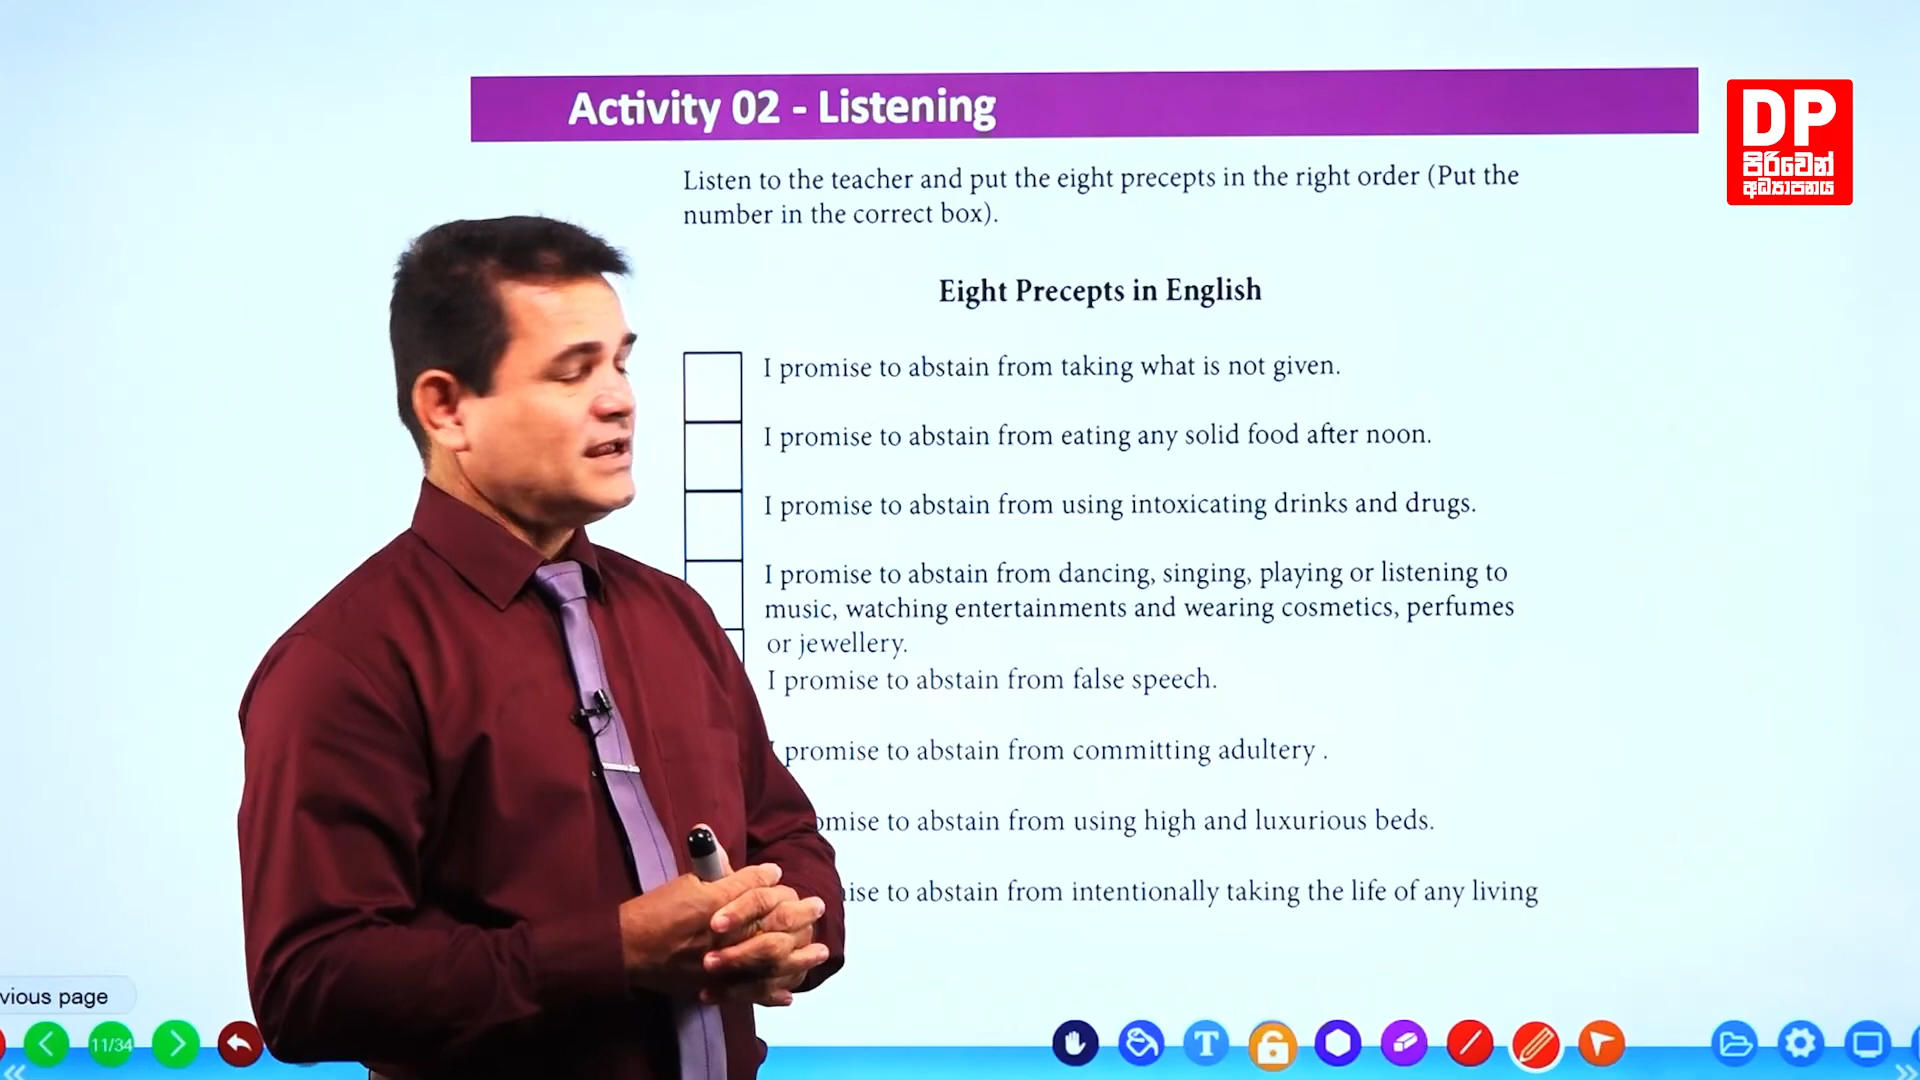 Activity 02 - Listening
DP
පිරිවෙන්
අධ්‍යාපනය
Listen to the teacher and put the eight precepts in the right order (Put the
number in the correct box).
Eight Precepts in English
I promise to abstain from taking what is not given.
I promise to abstain from eating any solid food after noon.
I promise to abstain from using intoxicating drinks and drugs.
I promise to abstain from dancing, singing, playing or listening to
music, watching entertainments and wearing cosmetics, perfumes
or jewellery.
I promise to abstain from false speech.
promise to abstain from committing adultery .
to abstain from using high and luxurious beds.
to abstain from intentionally taking the life of any living
page
11/34
T